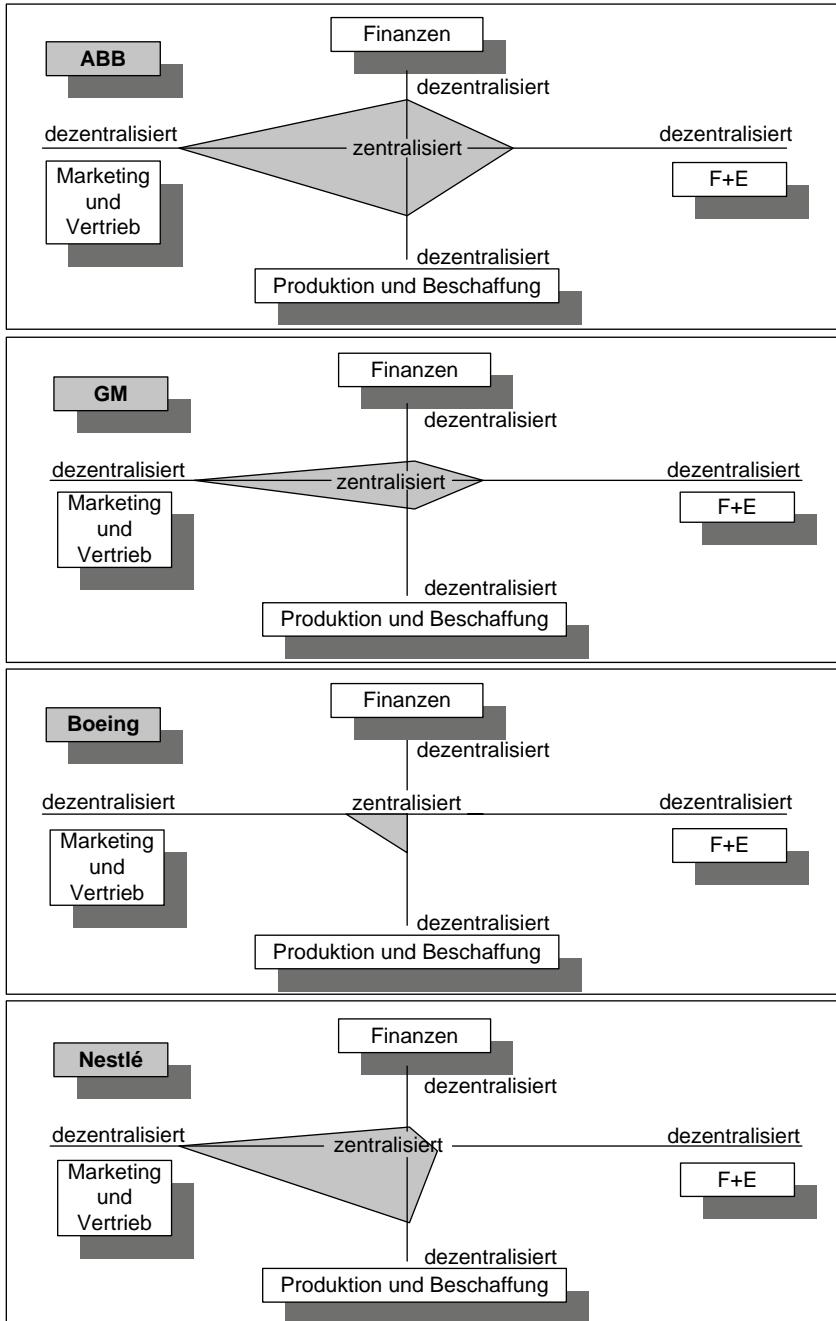 Finanzen
ABB
dezentralisiert
dezentralisiert
dezentralisiert
zentralisiert
Marketing
und
Vertrieb
F+E
dezentralisiert
Produktion und Beschaffung
Finanzen
GM
dezentralisiert
dezentralisiert
dezentralisiert
zentralisiert
Marketing
und
Vertrieb
F+E
dezentralisiert
Produktion und Beschaffung
Finanzen
Boeing
dezentralisiert
dezentralisiert
zentralisiert
dezentralisiert
Marketing
und
Vertrieb
F+E
dezentralisiert
Produktion und Beschaffung
Finanzen
Nestlé
dezentralisiert
dezentralisiert
zentralisiert
dezentralisiert
Marketing
und
Vertrieb
F+E
dezentralisiert
Produktion und Beschaffung